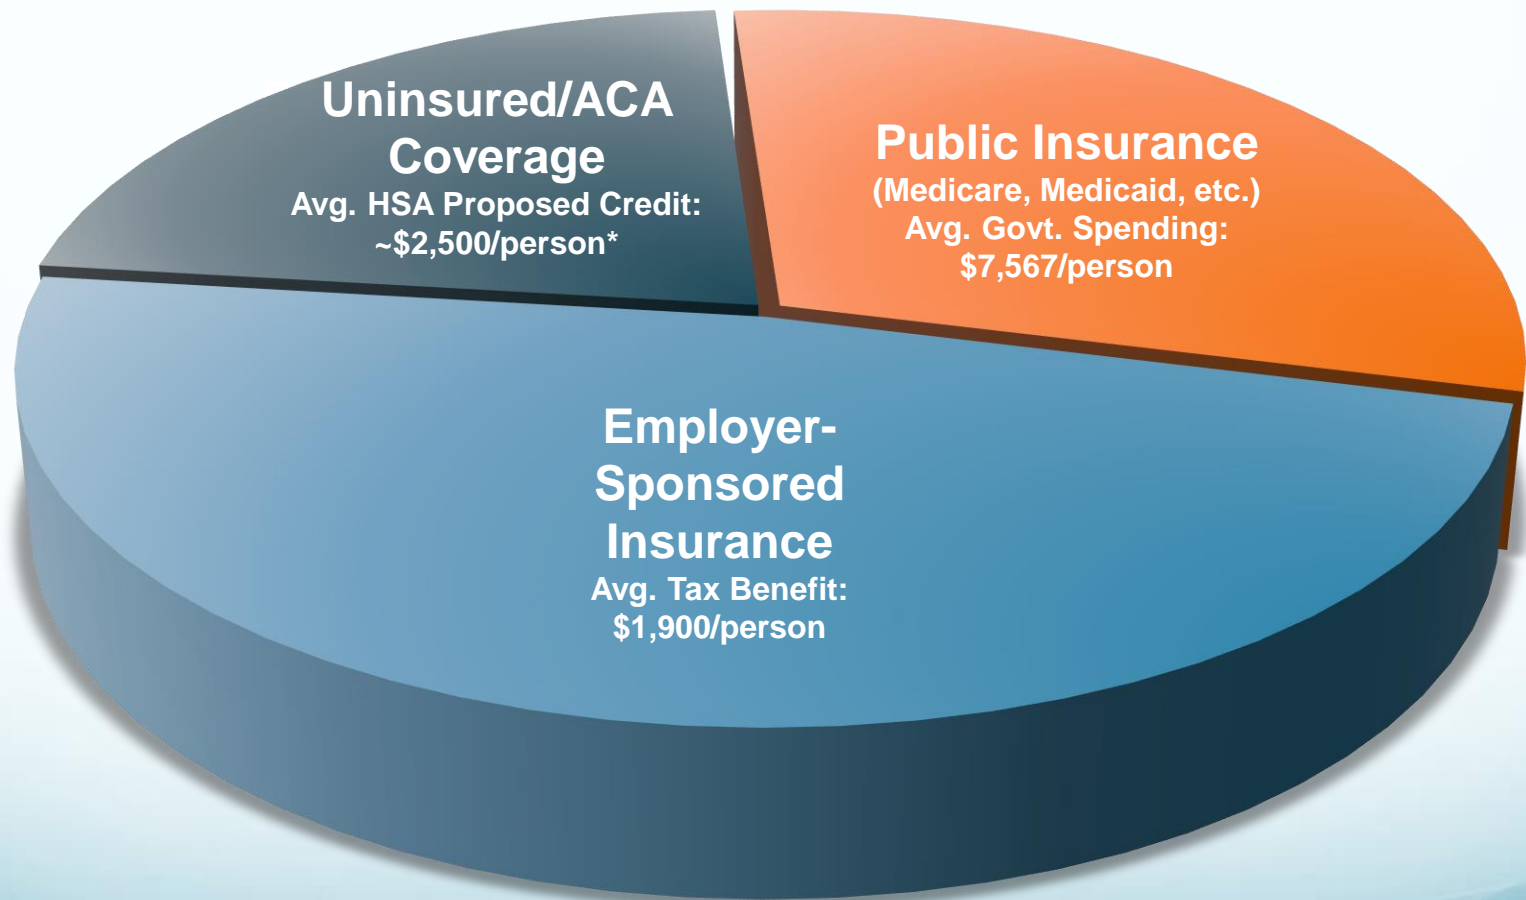 Uninsured/ACA
Coverage
Avg. HSA Proposed Credit:
~$2,500/person*
Public Insurance
(Medicare, Medicaid, etc.)
Avg. Govt. Spending:
$7,567/person
Employer-
Sponsored
Insurance
Avg. Tax Benefit:
$1,900/person